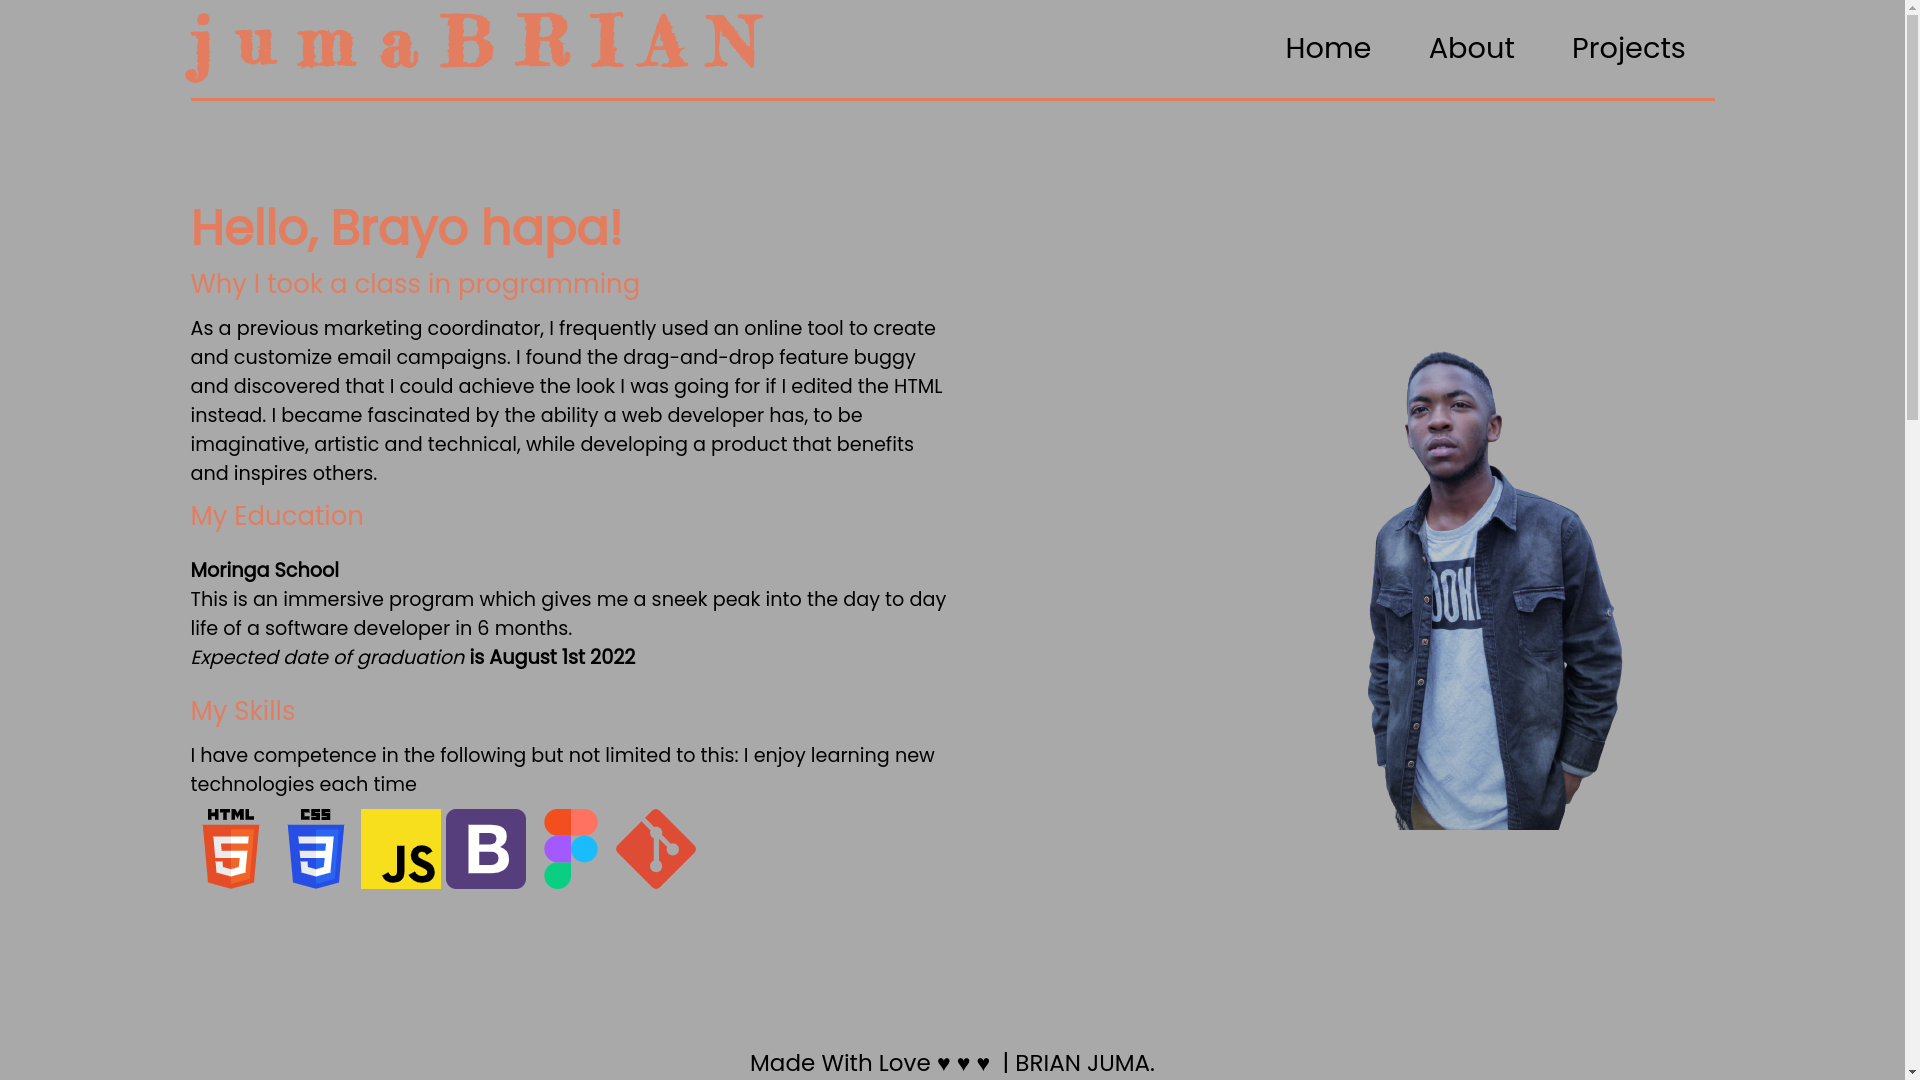 jumaBRIAN
Home About Projects
Hello, Brayo hapa!
Why I took a class in programming
As a previous marketing coordinator, I frequently used an online tool to create
and customize email campaigns. I found the drag-and-drop feature buggy
and discovered that I could achieve the look I was going for if I edited the HTML
instead. I became fascinated by the ability a web developer has, to be
imaginative, artistic and technical, while developing a product that benefits
and inspires others.
My Education
Moringa School
This is an immersive program which gives me a sneek peak into the day to day
life of a software developer in 6 months.
Expected date of graduation is August 1st 2022
My Skills
I have competence in the following but not limited to this: I enjoy learning new
technologies each time
HTML CSS
5 3 JS B
Made With Love ♥ ♥ ♥ | BRIAN JUMA.